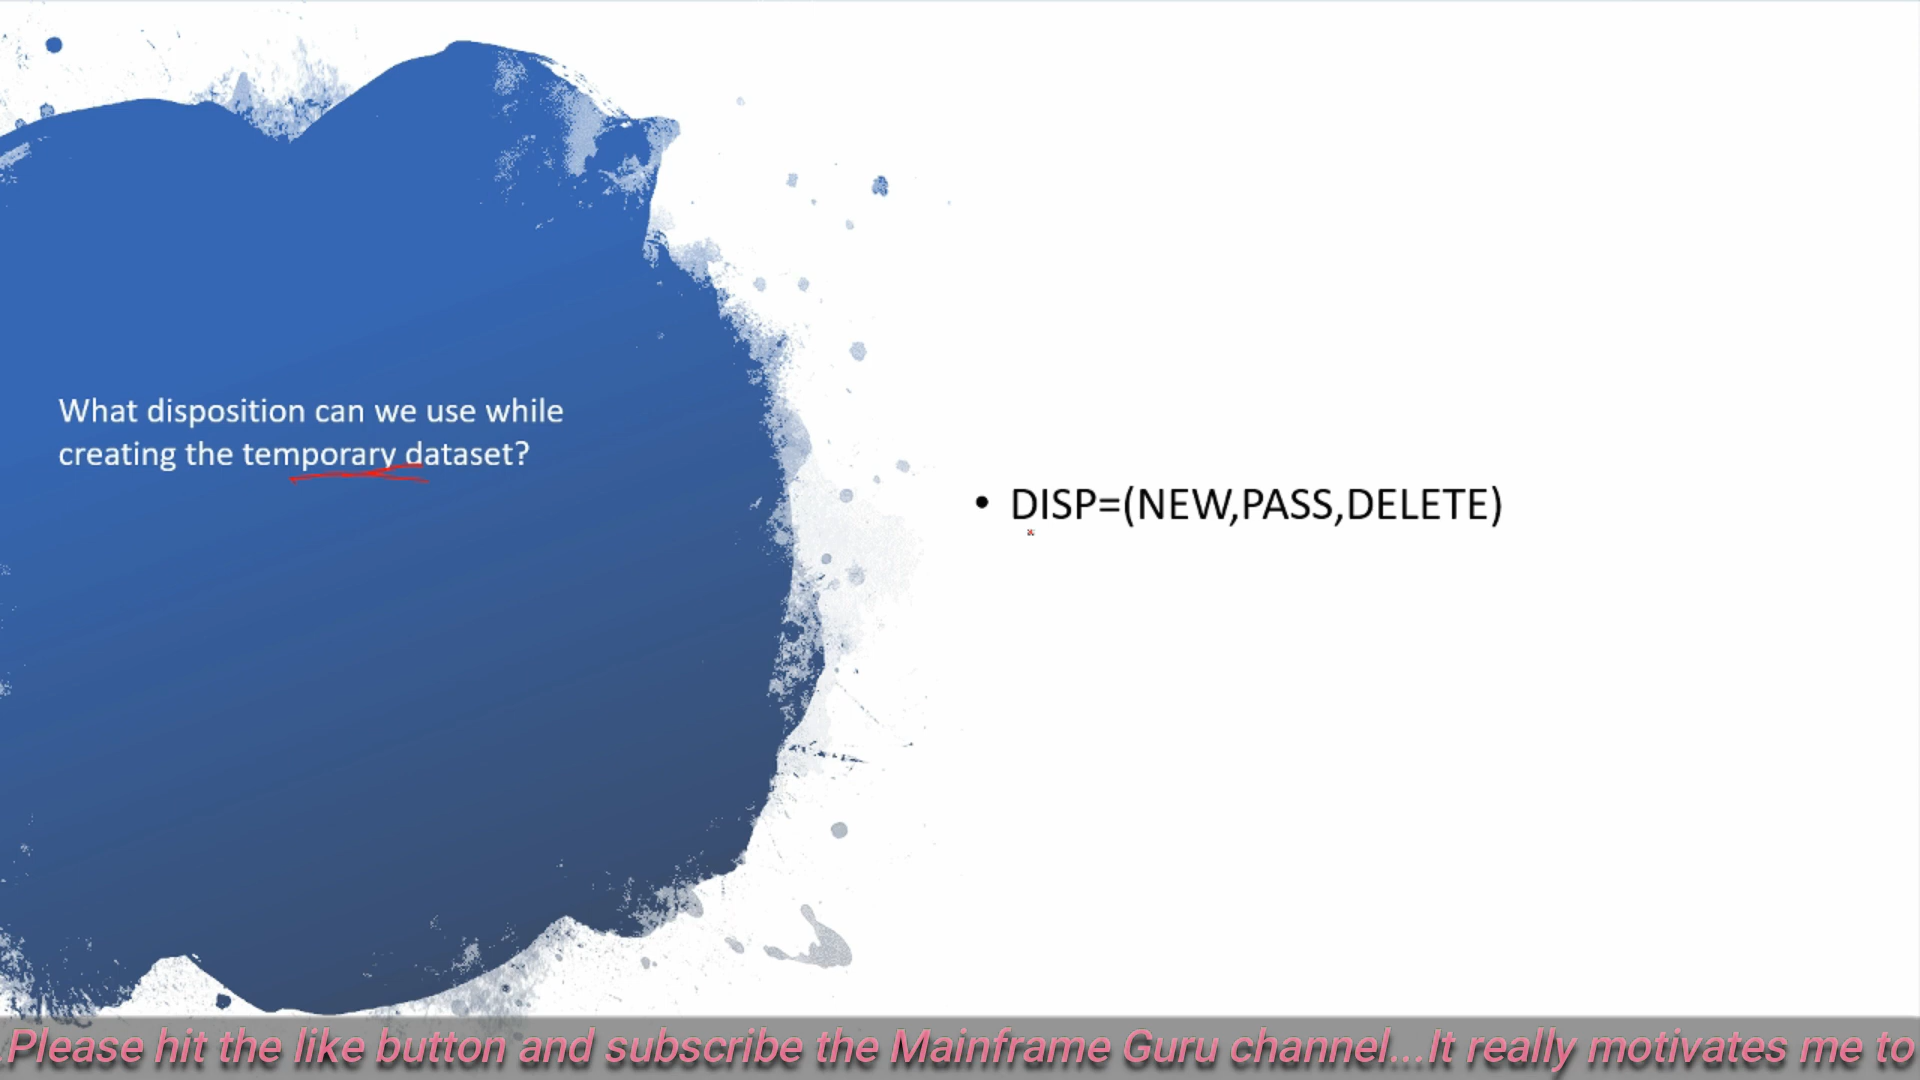 What disposition can we use while
creating the temporary dataset?
• DISP=(NEW,PASS,DELETE)
.Please hit the like button and subscribe the Mainframe Guru channel...It really motivates me to